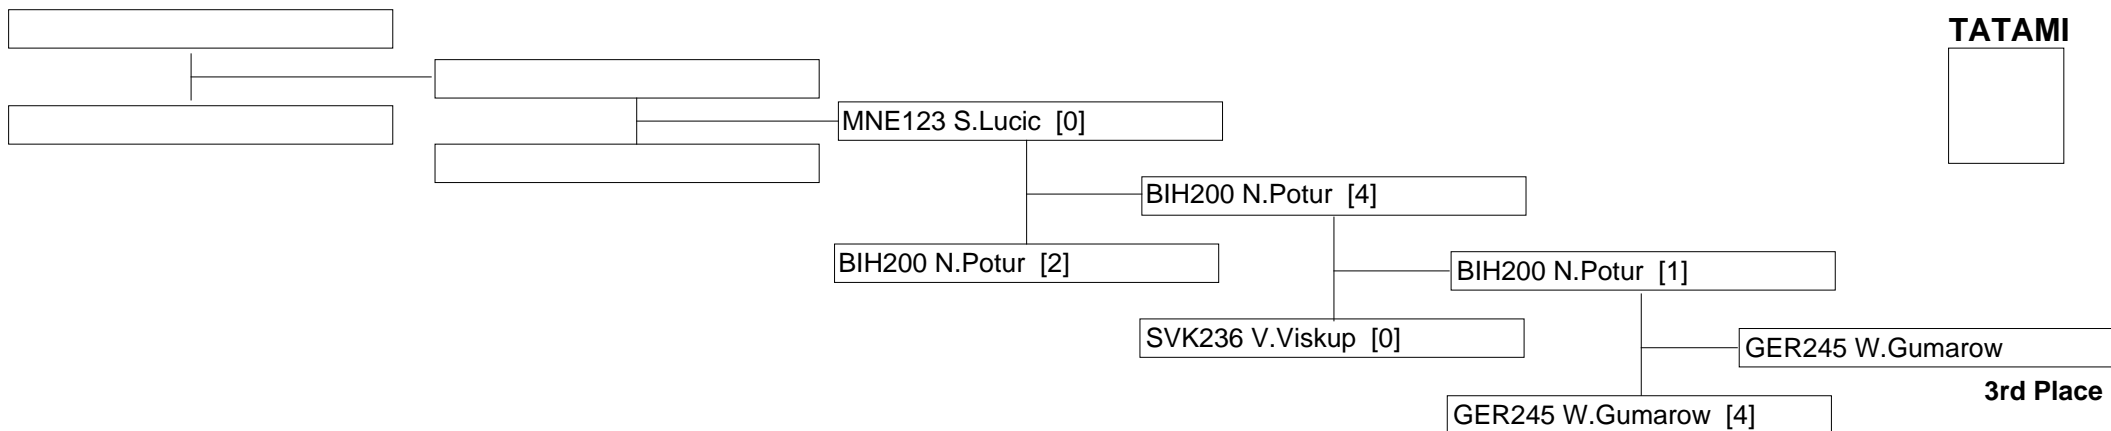 TATAMI
MNE123 S.Lucic [0]
BIH200 N.Potur [4]
BIH200 N.Potur [2]
BIH200 N.Potur [1]
SVK236 V.Viskup [0]
GER245 W.Gumarow
3rd Place
GER245 W.Gumarow [4]